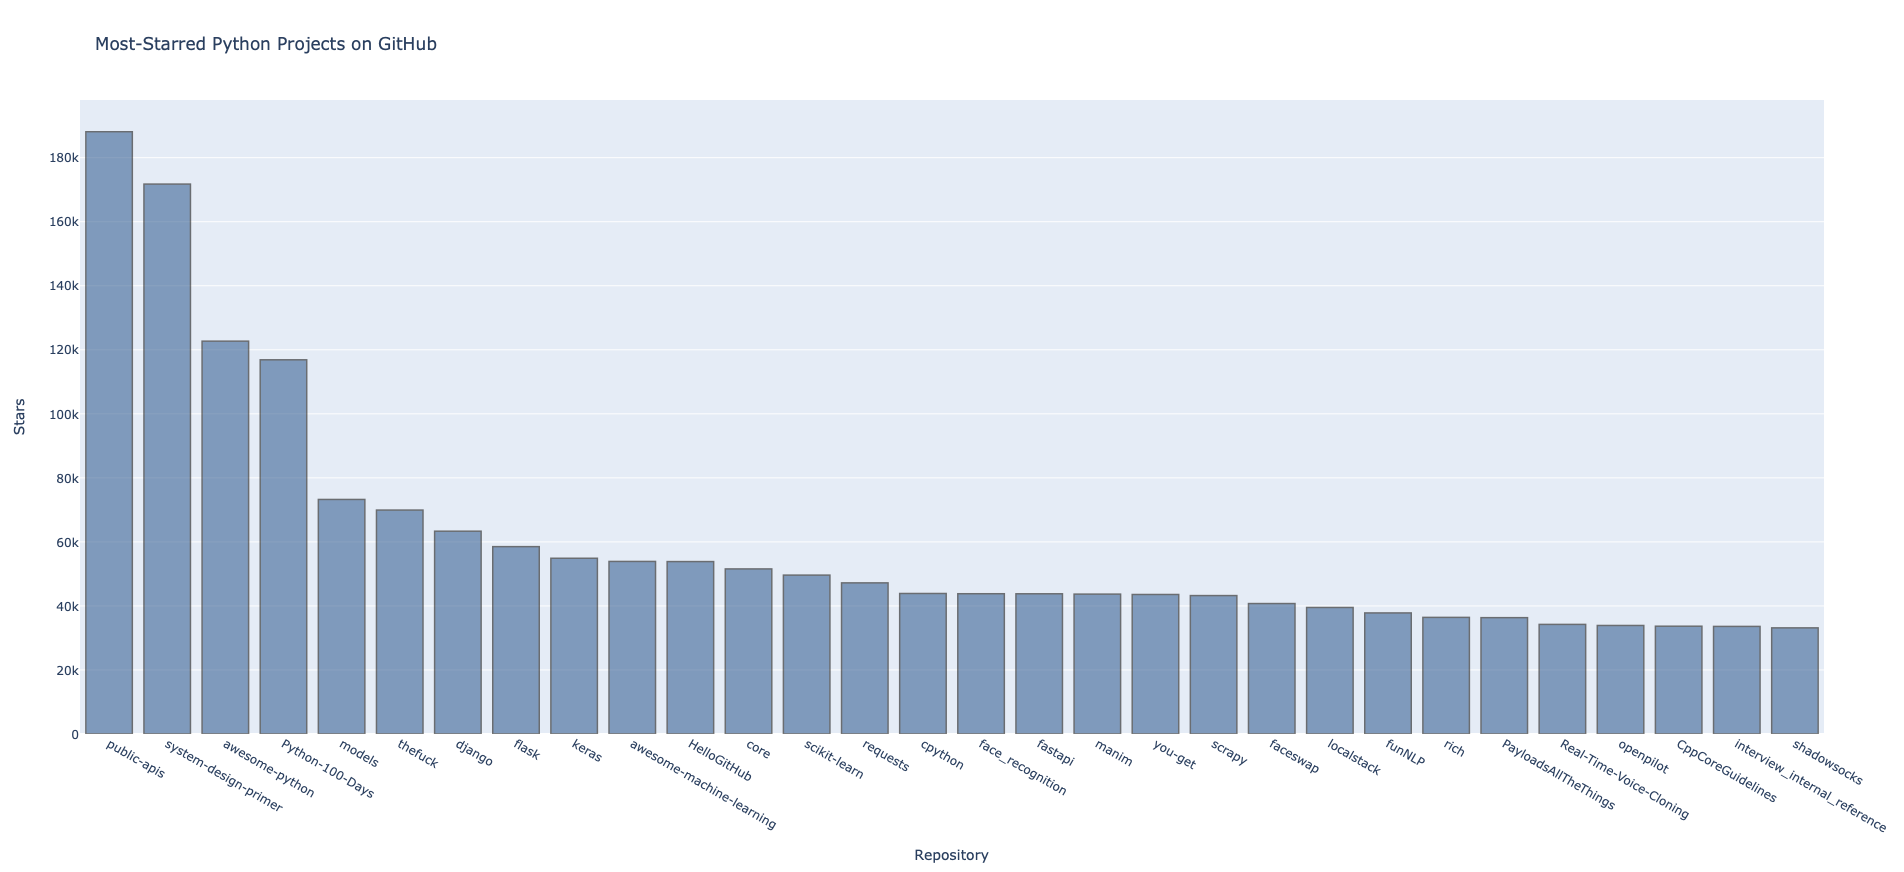 Most-Starred Python Projects on GitHub
180k
160k
140k
120k
100k
80k
60k
40k
20k
0
Stars
public-apis
system-design-primer
awesome-python
Python-100-Days
models
thefuck
django
flask
keras
awesome-machine-learning
HelloGitHub
core
scikit-learn
requests
cpython
face_recognition
fastapi
manim
you-get
scrapy
faceswap
localstack
funNLP
rich
PayloadsAllTheThings
Real-Time-Voice-Cloning
openpilot
CppCoreGuidelines
interview_internal_reference
shadowsocks
Repository